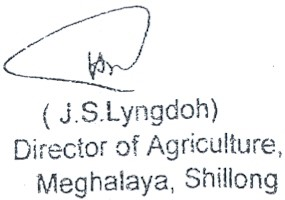 ( J.S.Lyngdoh)
Director of Agriculture,
Meghalaya, Shillong